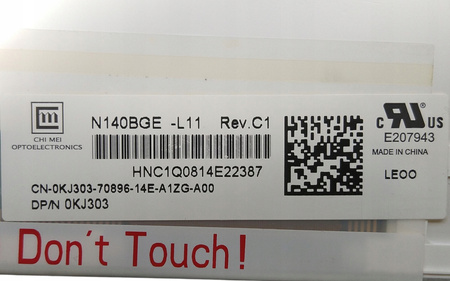 CHI MEI
OPTOELECTRONICS
N140BGE -L11 Rev.C1
HNC1Q0814E22387
CN-0KJ303-70896-14E-A1ZG-A00
DP/N 0KJ303
C RU US
E207943
MADE IN CHINA
LEOO
Don't Touch!